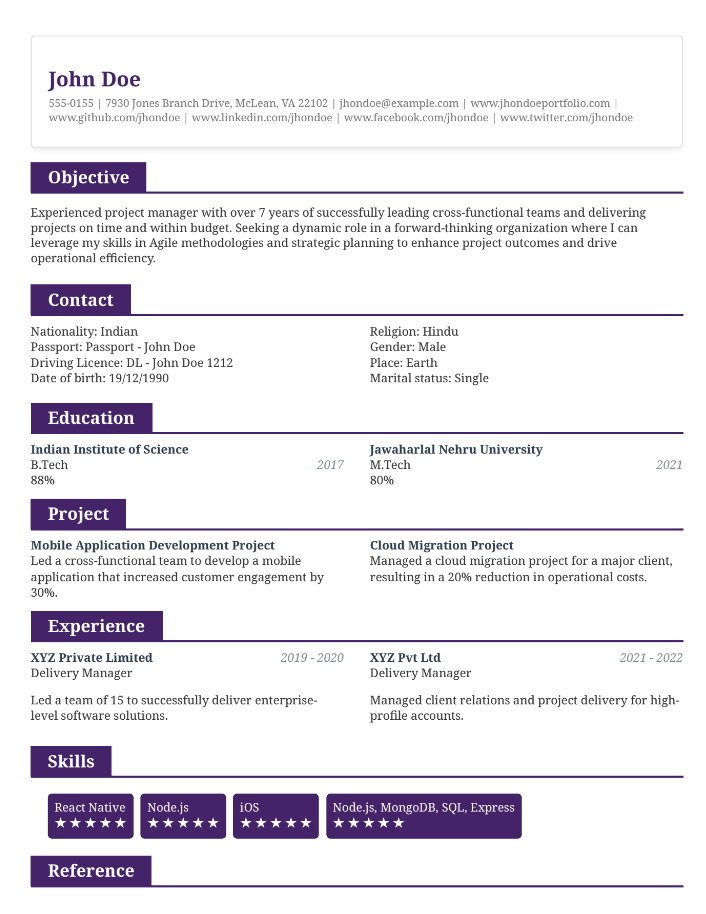 John Doe
555-0155 | 7930 Jones Branch Drive, McLean, VA 22102 | jhondoe@example.com | www.jhondoeportfolio.com |
www.github.com/jhondoe | www.linkedin.com/jhondoe | www.facebook.com/jhondoe | www.twitter.com/jhondoe
Objective
Experienced project manager with over 7 years of successfully leading cross-functional teams and delivering
projects on time and within budget. Seeking a dynamic role in a forward-thinking organization where I can
leverage my skills in Agile methodologies and strategic planning to enhance project outcomes and drive
operational efficiency.
Contact
Nationality: Indian
Passport: Passport - John Doe
Driving Licence: DL - John Doe 1212
Date of birth: 19/12/1990
Religion: Hindu
Gender: Male
Place: Earth
Marital status: Single
Education
Indian Institute of Science
B.Tech 2017
88%
Jawaharlal Nehru University
M.Tech 2021
80%
Project
Mobile Application Development Project
Led a cross-functional team to develop a mobile
application that increased customer engagement by
30%.
Cloud Migration Project
Managed a cloud migration project for a major client,
resulting in a 20% reduction in operational costs.
Experience
XYZ Private Limited 2019 - 2020
Delivery Manager
Led a team of 15 to successfully deliver enterprise-
level software solutions.
XYZ Pvt Ltd 2021 - 2022
Delivery Manager
Managed client relations and project delivery for high-
profile accounts.
Skills
React Native
★★★★★
Node.js
★★★★★
iOS
★★★★★
Node.js, MongoDB, SQL, Express
★★★★★
Reference